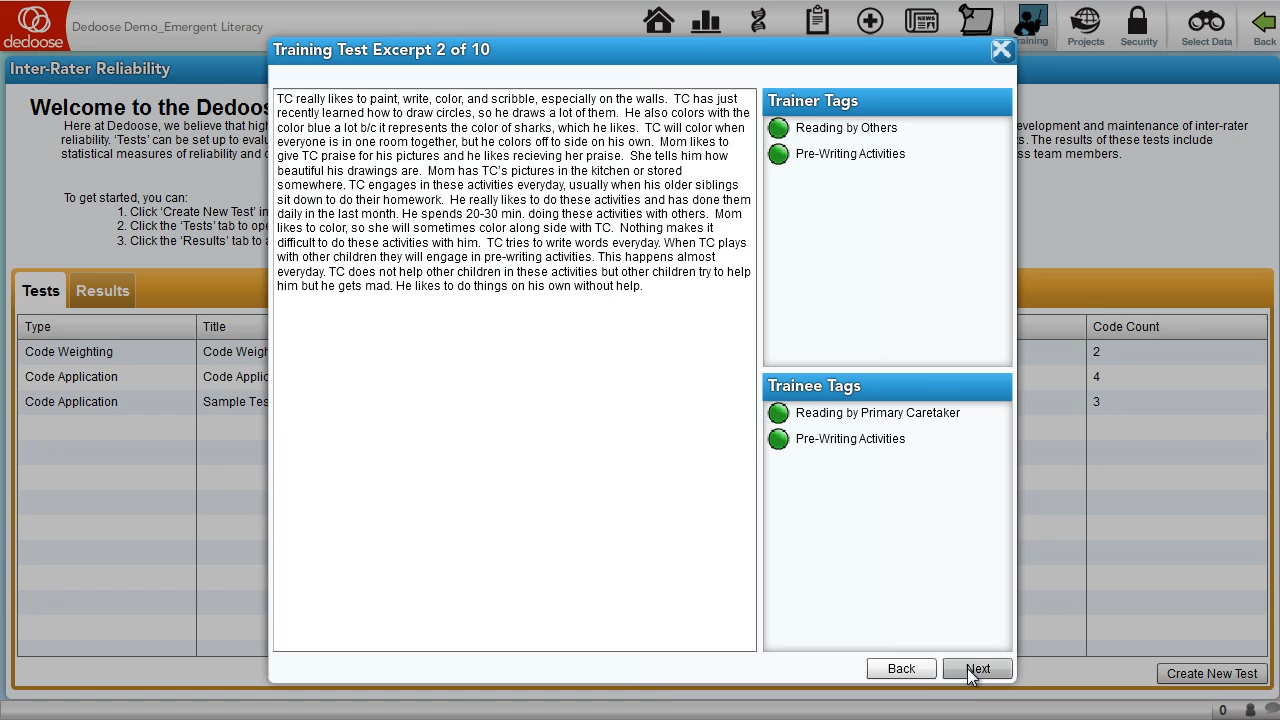 dedoose
Dedoose Demo_Emergent Literacy
Training
Projects
Security
Select Data
Back
NEWS
Inter-Rater Reliability
Training Test Excerpt 2 of 10
Welcome to the Dedoos
Here at Dedoose, we believe that high
evelopment and maintenance of inter-rater
reliability. ‘Tests’ can be set up to evalu
s. The results of these tests include
statistical measures of reliability and c
ss team members.
To get started, you can:
1. Click ‘Create New Test’ in
2. Click the ‘Tests’ tab to ope
3. Click the ‘Results’ tab to a
Tests
Results
Type
Title
Code Count
Code Weighting
Code Weigh
2
Code Application
Code Applic
4
Code Application
Sample Tes
3
Create New Test
0
TC really likes to paint, write, color, and scribble, especially on the walls.  TC has just
recently learned how to draw circles, so he draws a lot of them.  He also colors with the
color blue a lot b/c it represents the color of sharks, which he likes.  TC will color when
everyone is in one room together, but he colors off to side on his own.  Mom likes to
give TC praise for his pictures and he likes recieving her praise.  She tells him how
beautiful his drawings are.  Mom has TC's pictures in the kitchen or stored
somewhere. TC engages in these activities everyday, usually when his older siblings
sit down to do their homework.  He really likes to do these activities and has done them
daily in the last month. He spends 20-30 min. doing these activities with others.  Mom
likes to color, so she will sometimes color along side with TC.  Nothing makes it
difficult to do these activities with him.  TC tries to write words everyday. When TC plays
with other children they will engage in pre-writing activities. This happens almost
everyday. TC does not help other children in these activities but other children try to help
him but he gets mad. He likes to do things on his own without help.
Trainer Tags
Reading by Others
Pre-Writing Activities
Trainee Tags
Reading by Primary Caretaker
Pre-Writing Activities
Back
Next